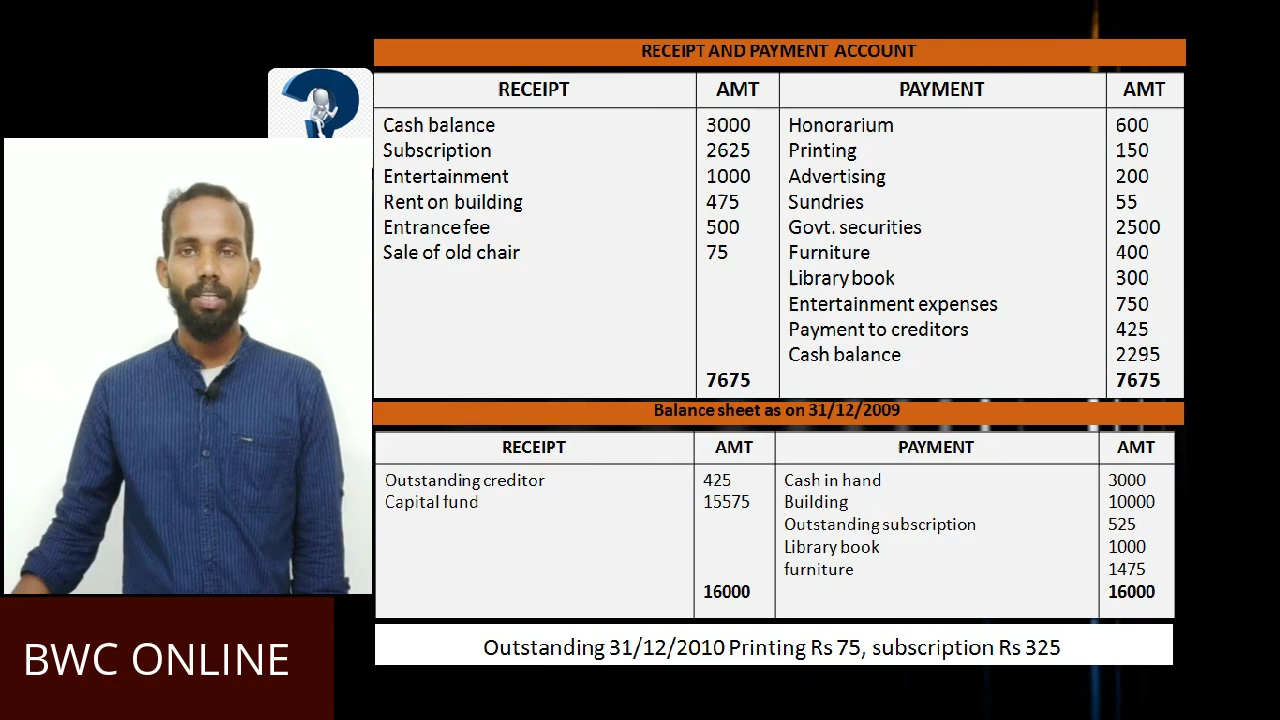 RECEIPT AND PAYMENT ACCOUNT
RECEIPT AMT PAYMENT AMT
Cash balance 3000 Honorarium 600
Subscription 2625 Printing 150
Entertainment 1000 Advertising 200
Rent on building 475 Sundries 55
Entrance fee 500 Govt. securities 2500
Sale of old chair 75 Furniture 400
Library book 300
Entertainment expenses 750
Payment to creditors 425
Cash balance 2295
7675 7675
Balance sheet as on 31/12/2009
RECEIPT AMT PAYMENT AMT
Outstanding creditor 425 Cash in hand 3000
Capital fund 15575 Building 10000
Outstanding subscription 525
Library book 1000
furniture 1475
16000 16000
Outstanding 31/12/2010 Printing Rs 75, subscription Rs 325
BWC ONLINE